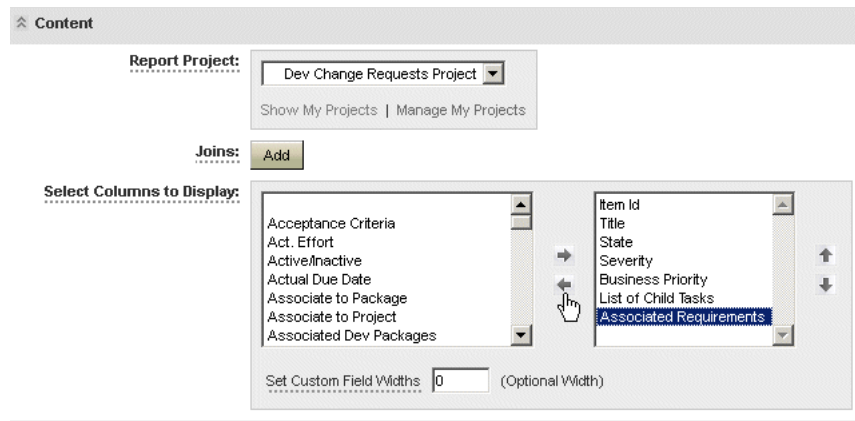 Content
Report Project:
Dev Change Requests Project
Show My Projects | Manage My Projects
Joins:
Add
Select Columns to Display:
Acceptance Criteria
Act. Effort
Active/Inactive
Actual Due Date
Associate to Package
Associate to Project
Associated Dev Packages
Item Id
Title
State
Severity
Business Priority
List of Child Tasks
Associated Requirements
Set Custom Field Widths 0 (Optional Width)